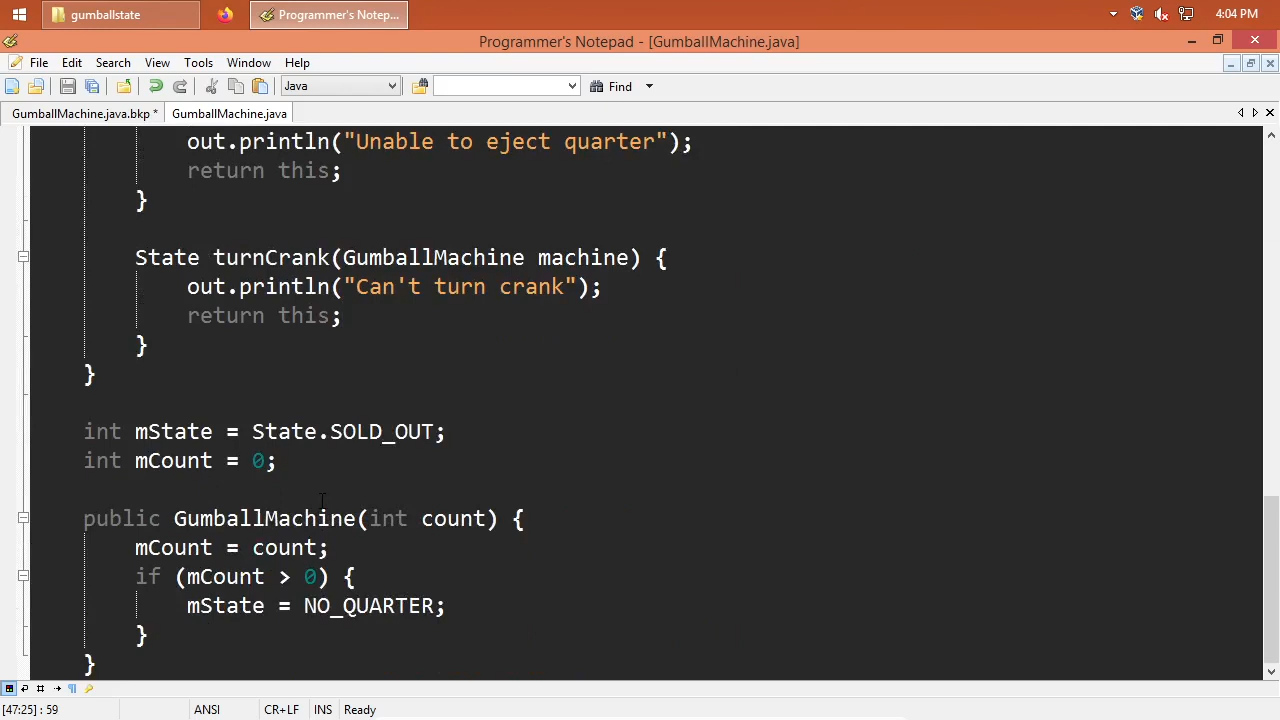 gumballstate
Programmer's Notep...
4:04 PM
Programmer's Notepad - [GumballMachine.java]
File Edit Search View Tools Window Help
Java
Find
GumballMachine.java.bkp * GumballMachine.java
out.println("Unable to eject quarter");
return this;
}
State turnCrank(GumballMachine machine) {
out.println("Can't turn crank");
return this;
}
}
int mState = State.SOLD_OUT;
int mCount = 0;
public GumballMachine(int count) {
mCount = count;
if (mCount > 0) {
mState = NO_QUARTER;
}
}
[47:25] : 59 ANSI CR+LF INS Ready